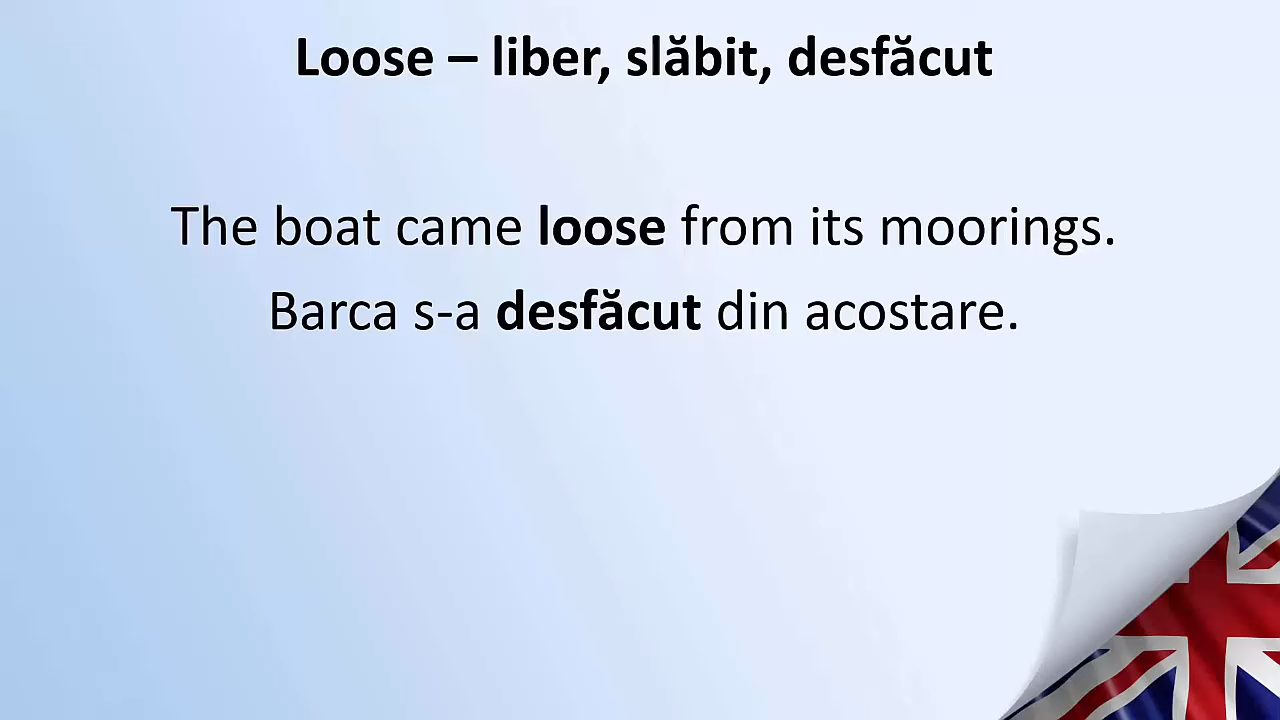 Loose – liber, slăbit, desfăcut
The boat came loose from its moorings.
Barca s-a desfăcut din acostare.